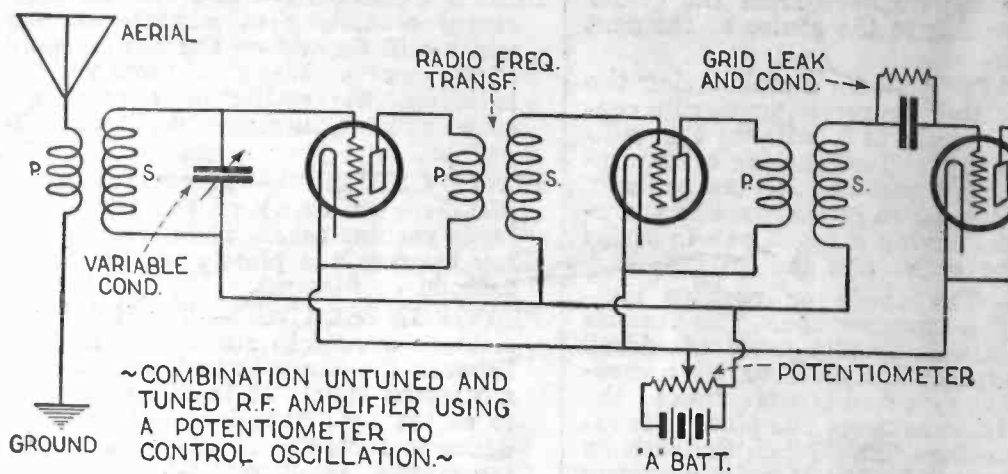 AERIAL
RADIO FREQ.
TRANSF.
GRID LEAK
AND COND.
P.
S.
P.
S.
P.
S.
VARIABLE
COND.
POTENTIOMETER
~COMBINATION UNTUNED AND
TUNED R.F. AMPLIFIER USING
A POTENTIOMETER TO
CONTROL OSCILLATION.~
GROUND
"A" BATT.